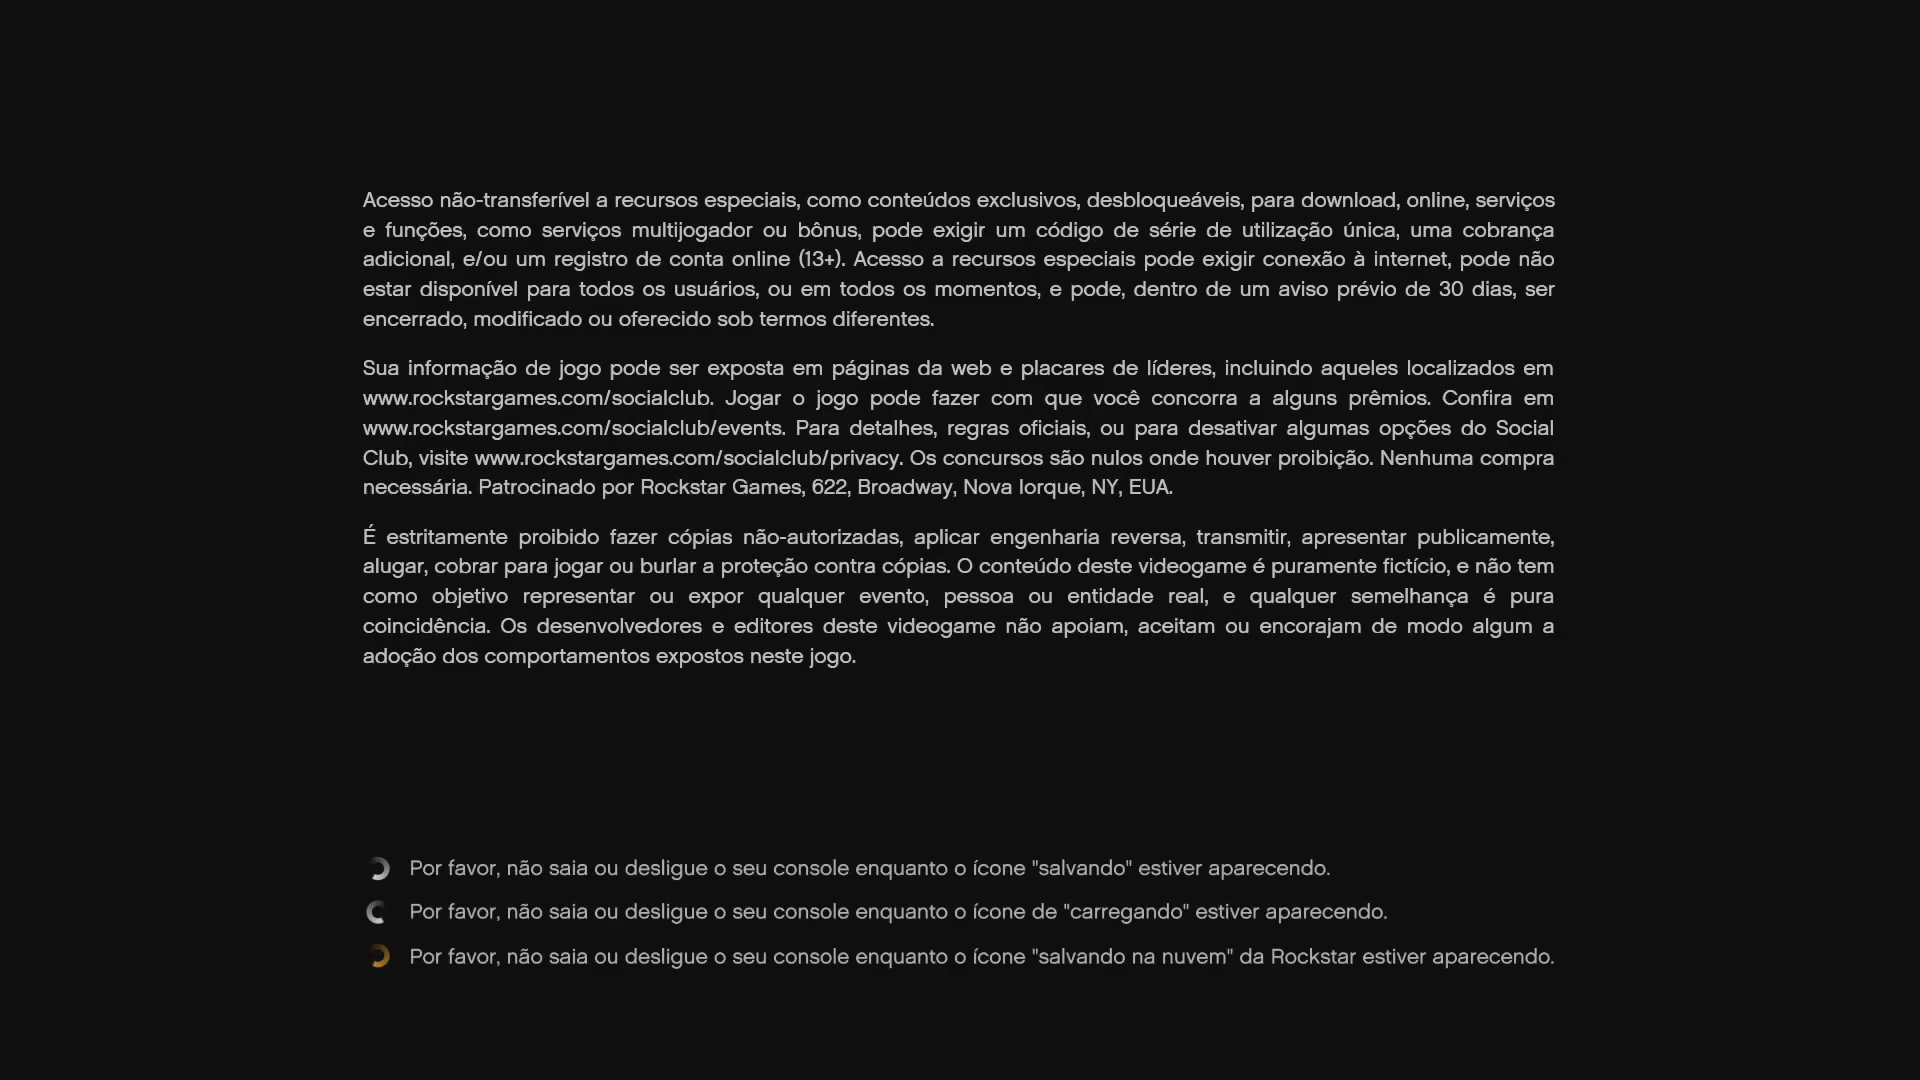 Acesso não-transferível a recursos especiais, como conteúdos exclusivos, desbloqueáveis, para download, online, serviços
e funções, como serviços multijogador ou bônus, pode exigir um código de série de utilização única, uma cobrança
adicional, e/ou um registro de conta online (13+). Acesso a recursos especiais pode exigir conexão à internet, pode não
estar disponível para todos os usuários, ou em todos os momentos, e pode, dentro de um aviso prévio de 30 dias, ser
encerrado, modificado ou oferecido sob termos diferentes.
Sua informação de jogo pode ser exposta em páginas da web e placares de líderes, incluindo aqueles localizados em
www.rockstargames.com/socialclub. Jogar o jogo pode fazer com que você concorra a alguns prêmios. Confira em
www.rockstargames.com/socialclub/events. Para detalhes, regras oficiais, ou para desativar algumas opções do Social
Club, visite www.rockstargames.com/socialclub/privacy. Os concursos são nulos onde houver proibição. Nenhuma compra
necessária. Patrocinado por Rockstar Games, 622, Broadway, Nova Iorque, NY, EUA.
É estritamente proibido fazer cópias não-autorizadas, aplicar engenharia reversa, transmitir, apresentar publicamente,
alugar, cobrar para jogar ou burlar a proteção contra cópias. O conteúdo deste videogame é puramente fictício, e não tem
como objetivo representar ou expor qualquer evento, pessoa ou entidade real, e qualquer semelhança é pura
coincidência. Os desenvolvedores e editores deste videogame não apoiam, aceitam ou encorajam de modo algum a
adoção dos comportamentos expostos neste jogo.
Por favor, não saia ou desligue o seu console enquanto o ícone "salvando" estiver aparecendo.
Por favor, não saia ou desligue o seu console enquanto o ícone de "carregando" estiver aparecendo.
Por favor, não saia ou desligue o seu console enquanto o ícone "salvando na nuvem" da Rockstar estiver aparecendo.